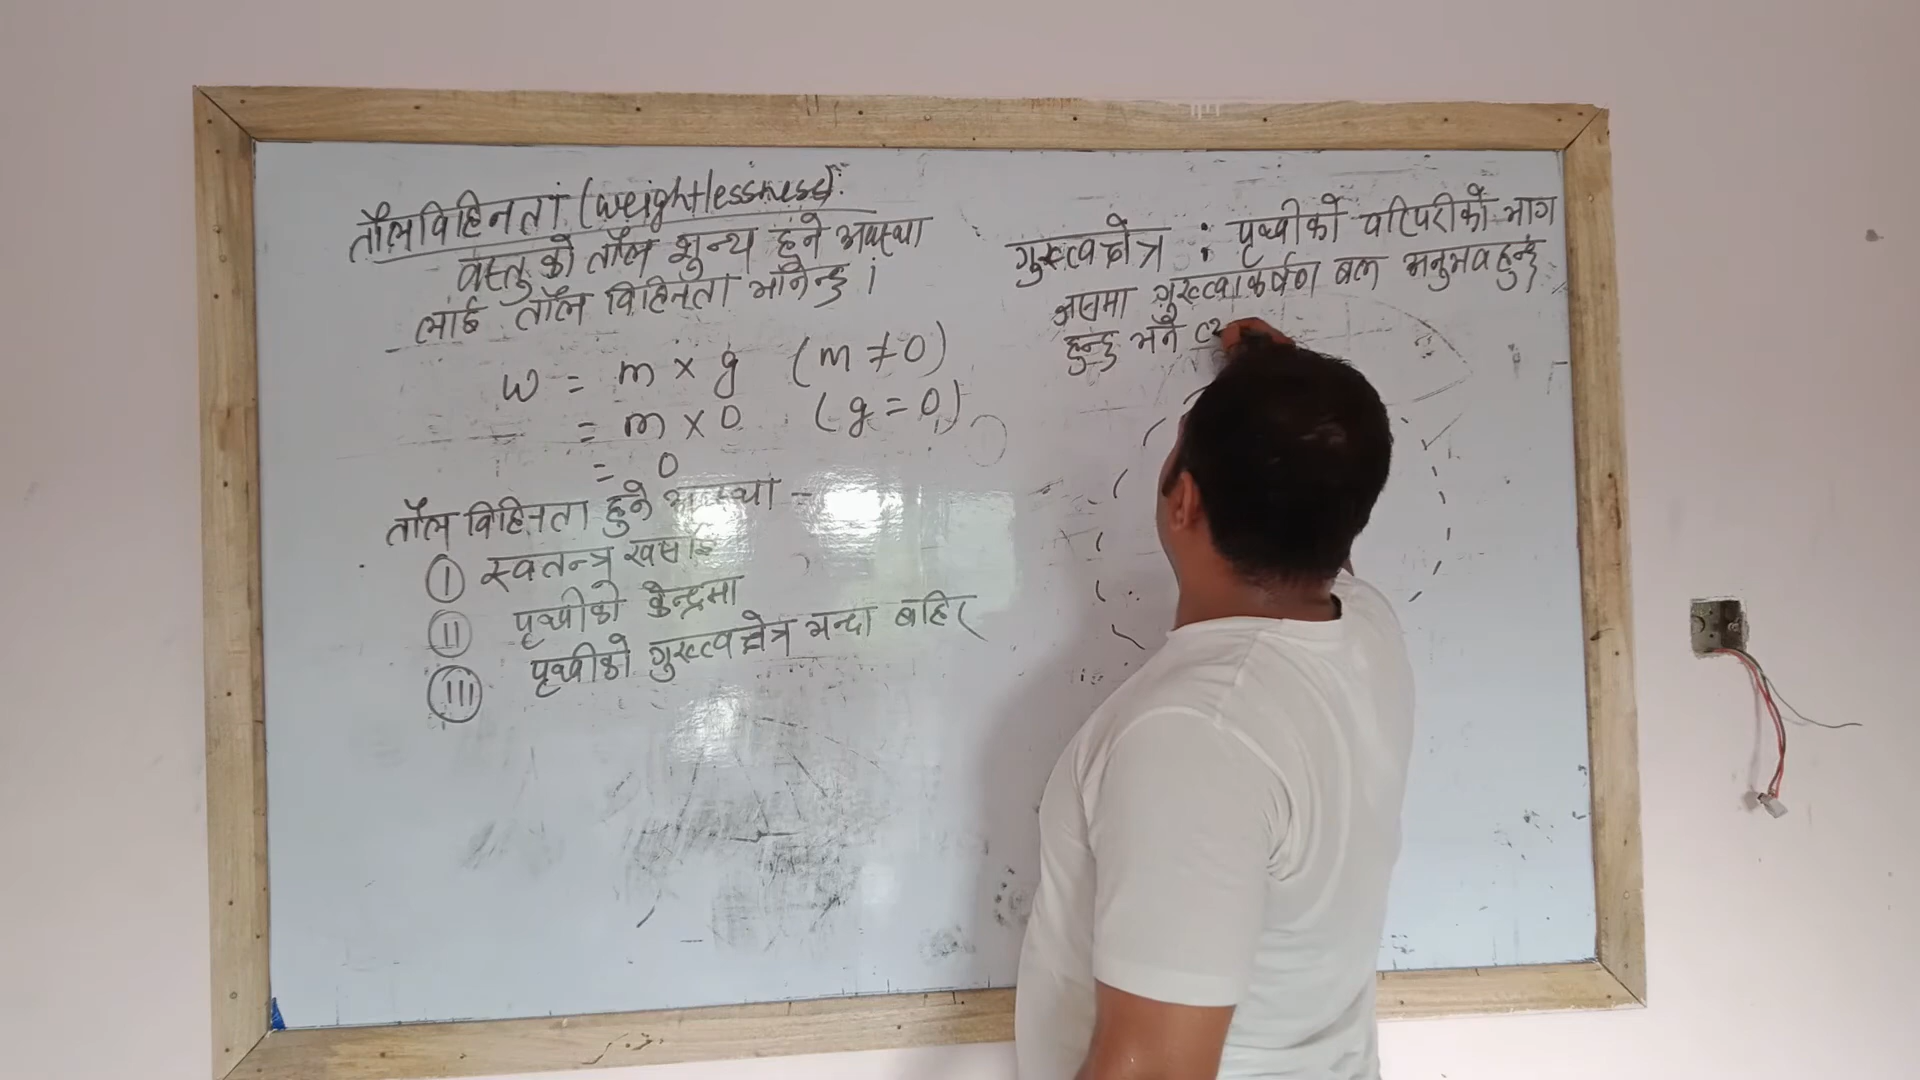 तौलविहिनता (Weightlessness):
वस्तुको तौल शून्य हुने अवस्था
लाई तौल विहिनता भनिन्छ ।
W = m × g (m ≠ 0)
= m × 0 (g = 0)
= 0
तौल विहिनता हुने अवस्था -
(I) स्वतन्त्र खसाई
(II) पृथ्वीको केन्द्रमा
(III) पृथ्वीको गुरुत्वक्षेत्र भन्दा बहिर
गुरुत्वक्षेत्र : पृथ्वीको वरिपरीको भाग
जसमा गुरुत्वाकर्षण बल अनुभव हुन्छ
हुन्छ भने त्य